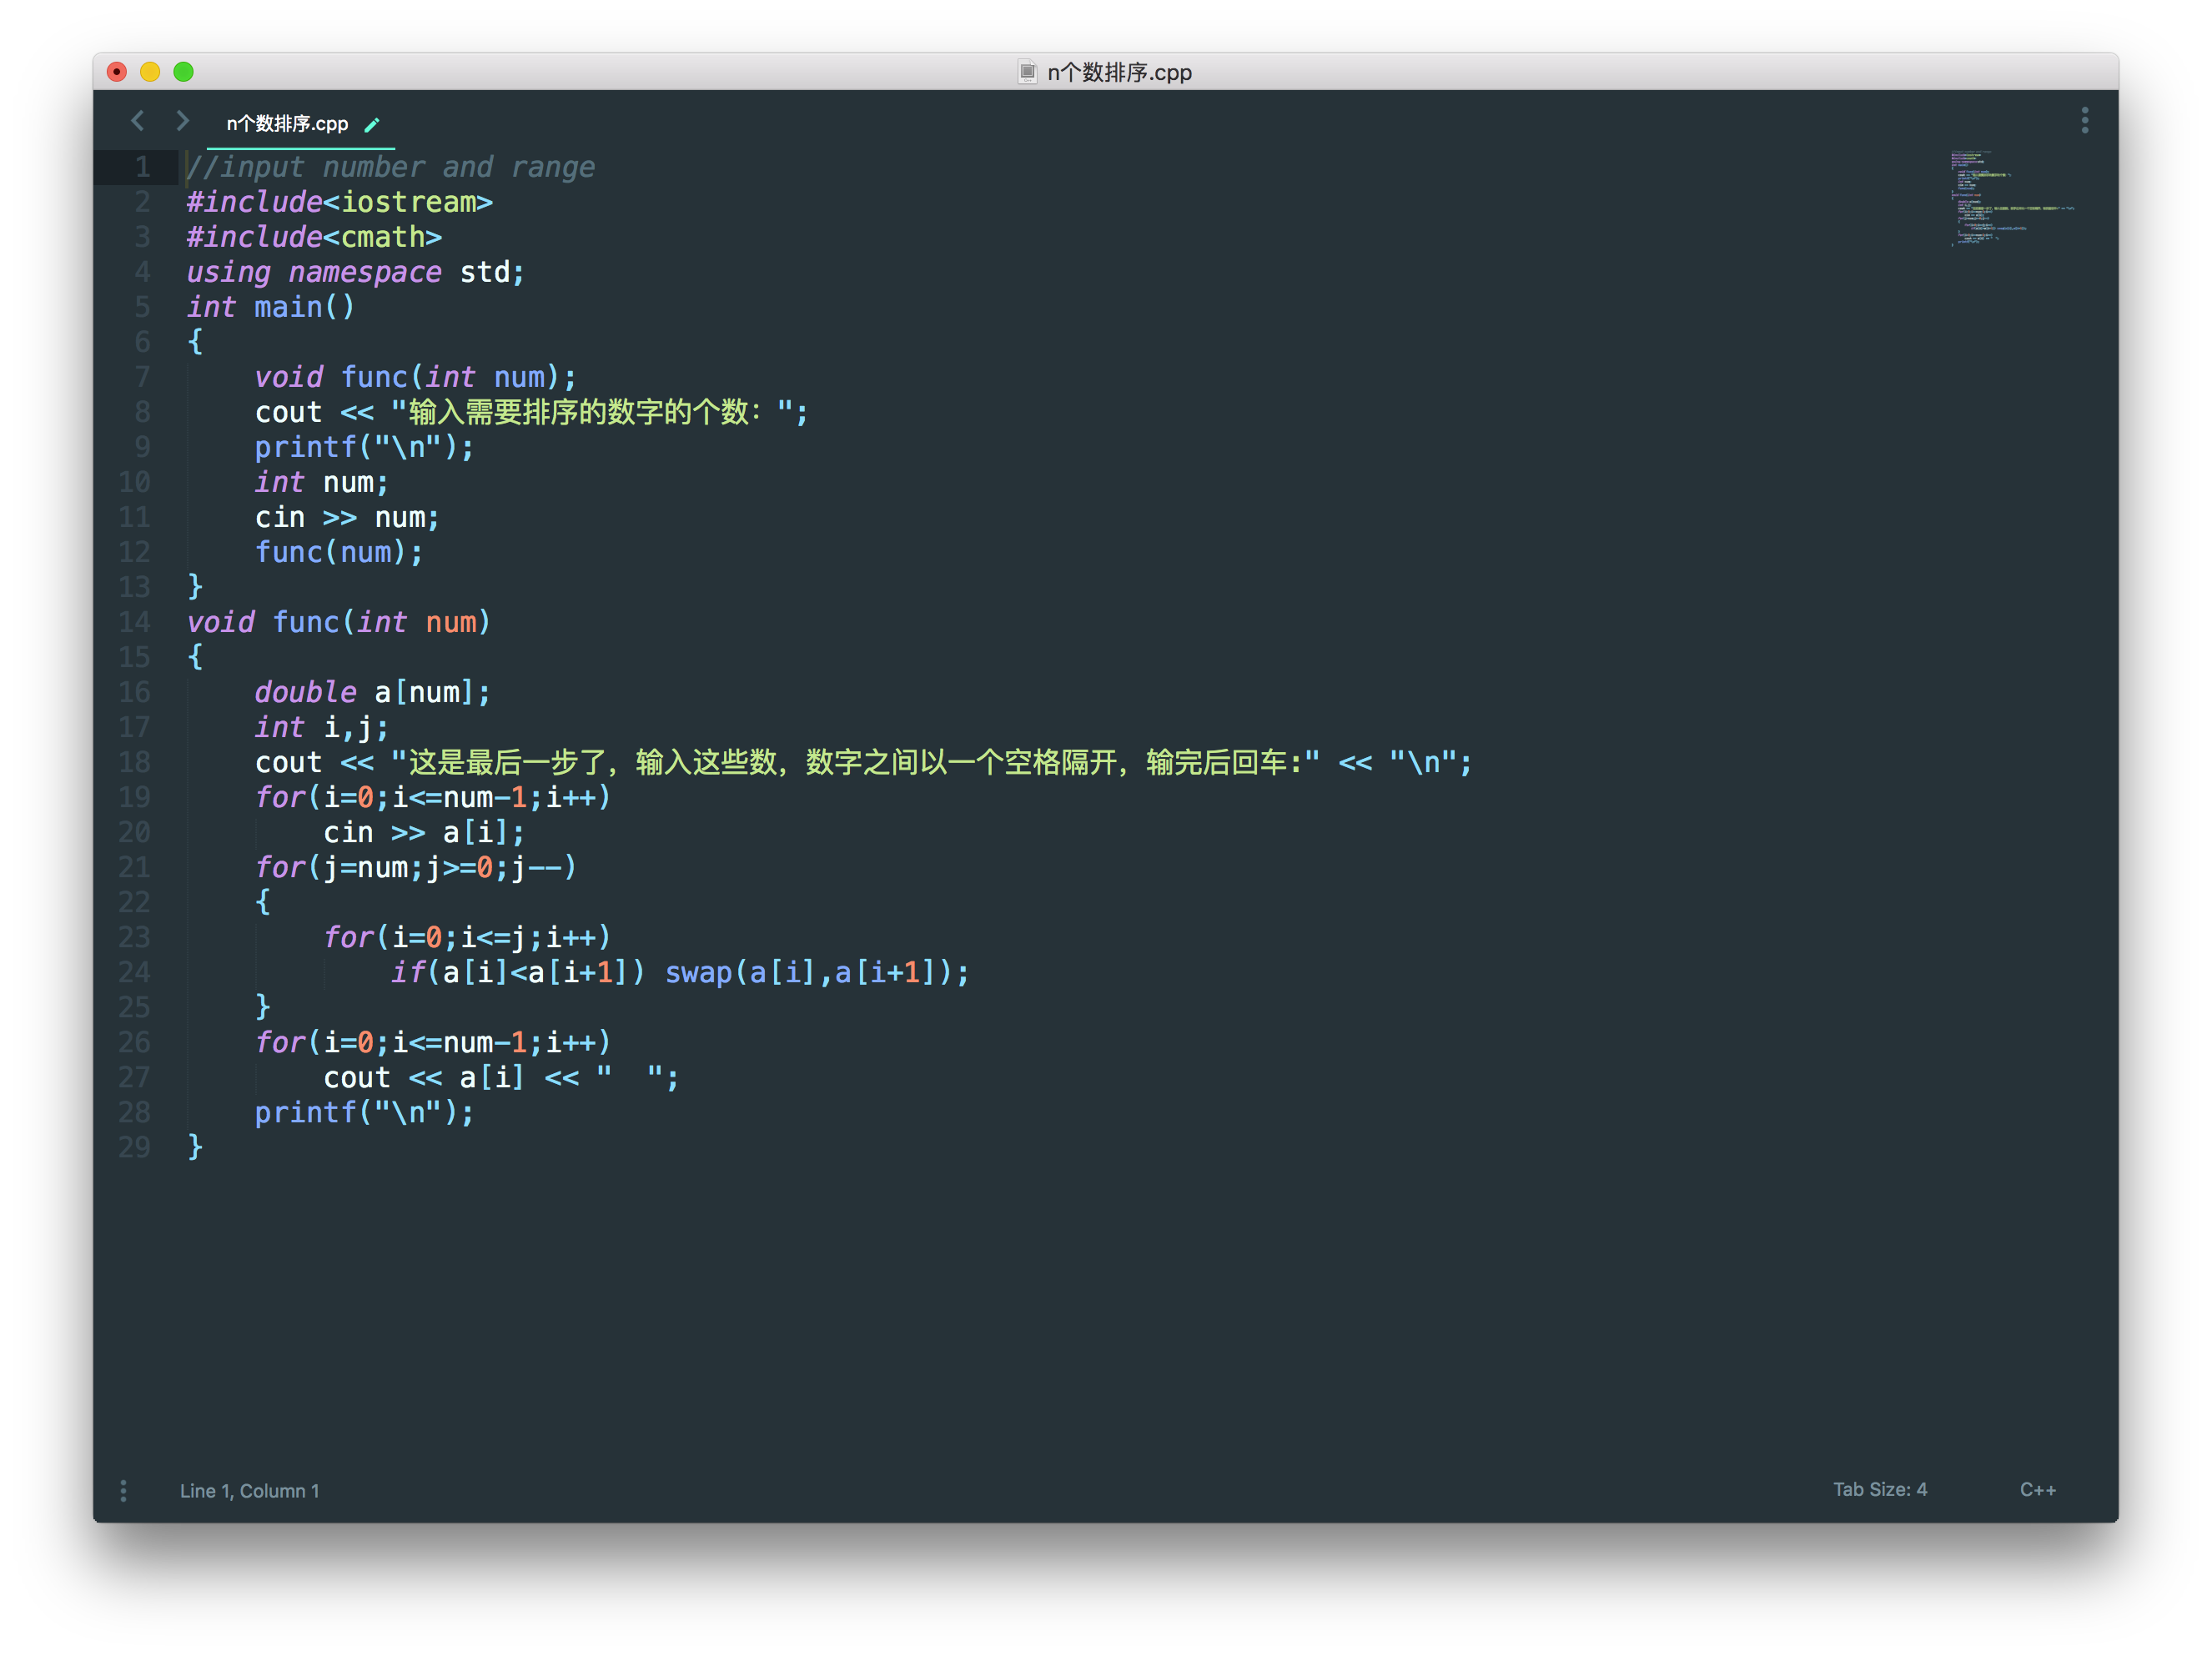 n个数排序.cpp
n个数排序.cpp
1 //input number and range
2 #include<iostream>
3 #include<cmath>
4 using namespace std;
5 int main()
6 {
7     void func(int num);
8     cout << "输入需要排序的数字的个数：";
9     printf("\n");
10     int num;
11     cin >> num;
12     func(num);
13 }
14 void func(int num)
15 {
16     double a[num];
17     int i,j;
18     cout << "这是最后一步了，输入这些数，数字之间以一个空格隔开，输完后回车:" << "\n";
19     for(i=0;i<=num-1;i++)
20         cin >> a[i];
21     for(j=num;j>=0;j--)
22     {
23         for(i=0;i<=j;i++)
24             if(a[i]<a[i+1]) swap(a[i],a[i+1]);
25     }
26     for(i=0;i<=num-1;i++)
27         cout << a[i] << "  ";
28     printf("\n");
29 }
Line 1, Column 1
Tab Size: 4
C++